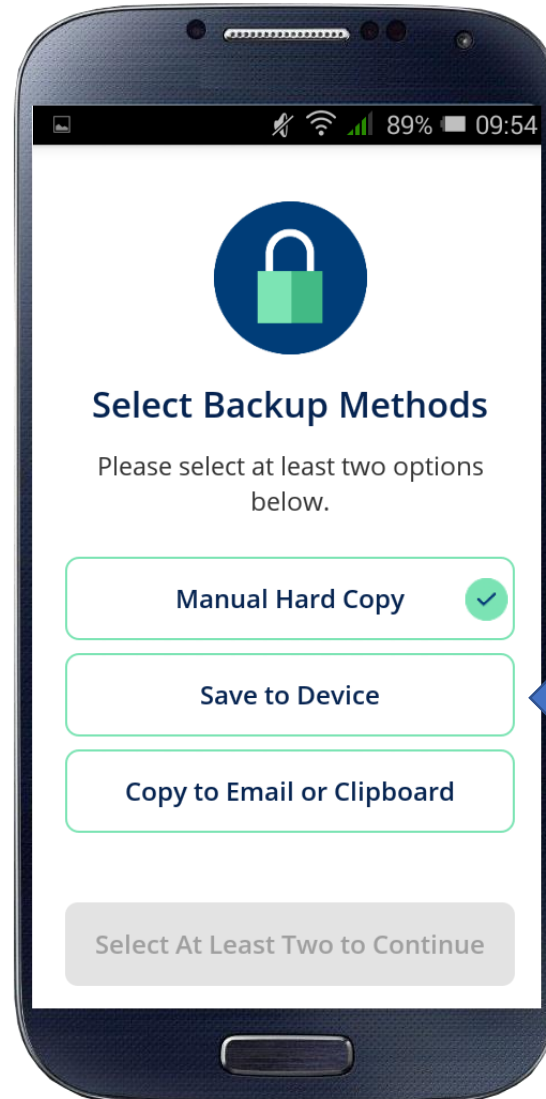 89% 09:54
Select Backup Methods
Please select at least two options
below.
Manual Hard Copy
Save to Device
Copy to Email or Clipboard
Select At Least Two to Continue